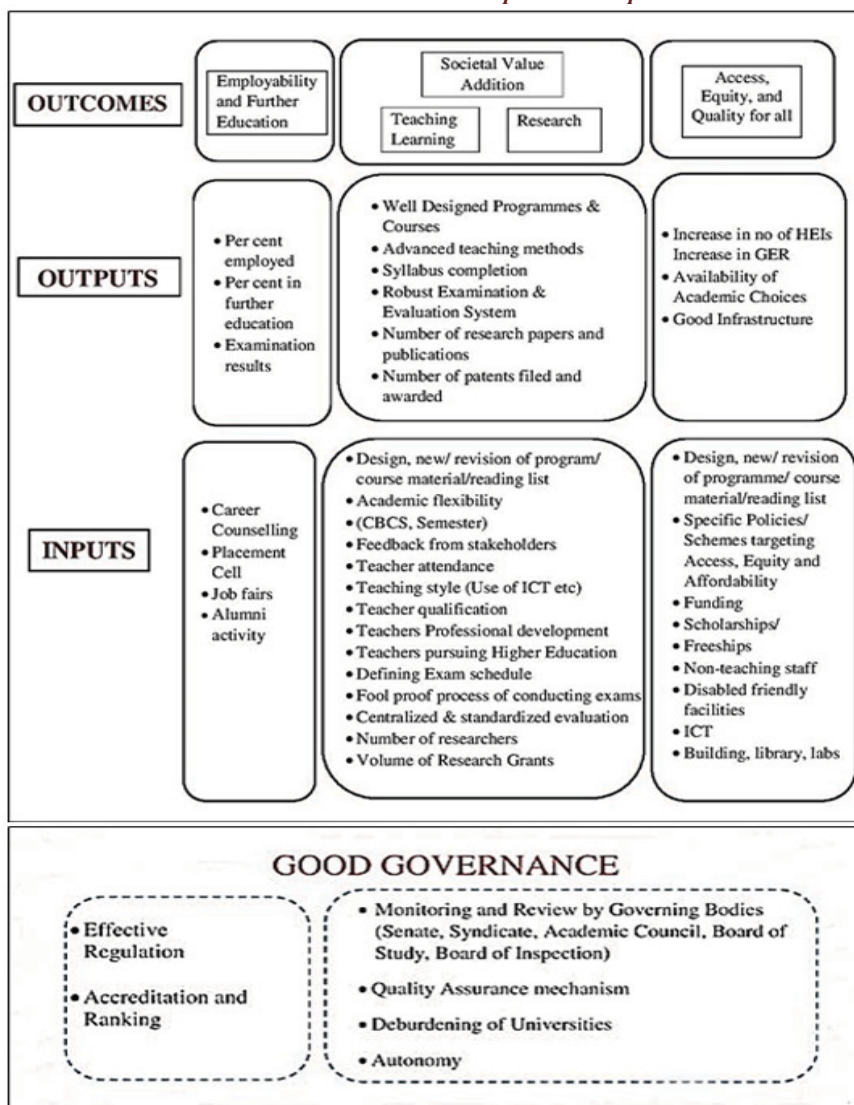 OUTCOMES
Employability
and Further
Education
Societal Value
Addition
Teaching
Learning
Research
Access,
Equity, and
Quality for all
OUTPUTS
• Per cent
employed
• Per cent in
further
education
• Examination
results
• Well Designed Programmes &
Courses
• Advanced teaching methods
• Syllabus completion
• Robust Examination &
Evaluation System
• Number of research papers and
publications
• Number of patents filed and
awarded
• Increase in no of HEIs
Increase in GER
• Availability of
Academic Choices
• Good Infrastructure
INPUTS
• Career
Counselling
• Placement
Cell
• Job fairs
• Alumni
activity
• Design, new/ revision of program/
course material/reading list
• Academic flexibility
• (CBCS, Semester)
• Feedback from stakeholders
• Teacher attendance
• Teaching style (Use of ICT etc)
• Teacher qualification
• Teachers Professional development
• Teachers pursuing Higher Education
• Defining Exam schedule
• Fool proof process of conducting exams
• Centralized & standardized evaluation
• Number of researchers
• Volume of Research Grants
• Design, new/ revision
of programme/ course
material/reading list
• Specific Policies/
Schemes targeting
Access, Equity and
Affordability
• Funding
• Scholarships/
• Freeships
• Non-teaching staff
• Disabled friendly
facilities
• ICT
• Building, library, labs
GOOD GOVERNANCE
• Effective
Regulation
• Accreditation and
Ranking
• Monitoring and Review by Governing Bodies
(Senate, Syndicate, Academic Council, Board of
Study, Board of Inspection)
• Quality Assurance mechanism
• Deburdening of Universities
• Autonomy